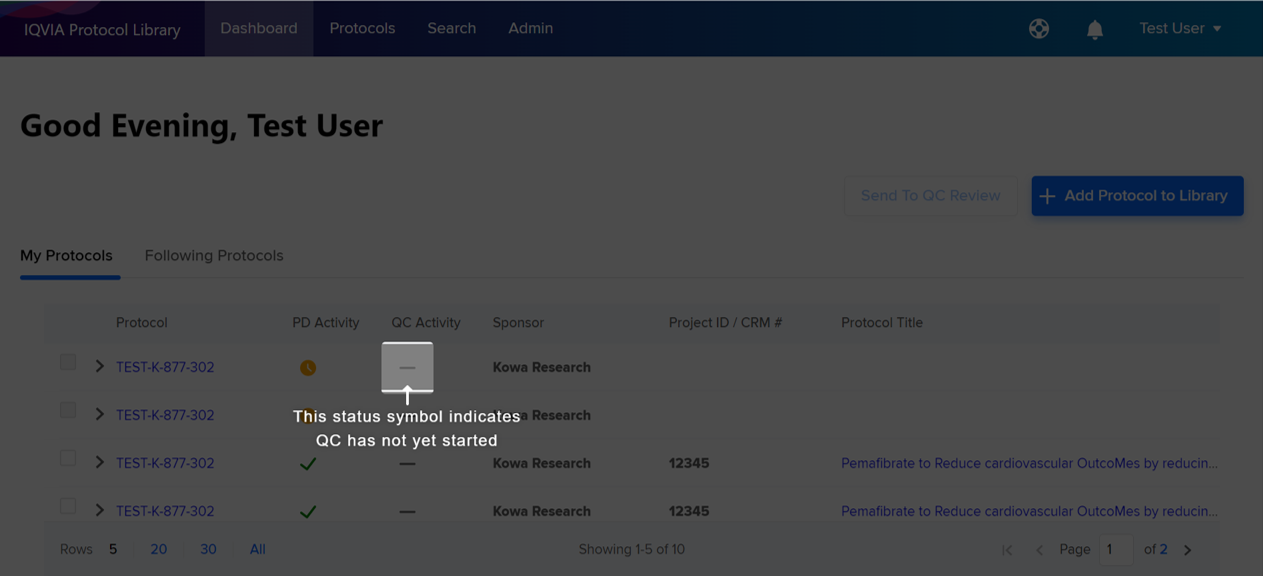 IQVIA Protocol Library Dashboard Protocols Search Admin Test User
Good Evening, Test User
Send To QC Review + Add Protocol to Library
My Protocols Following Protocols
Protocol PD Activity QC Activity Sponsor Project ID / CRM # Protocol Title
TEST-K-877-302 — Kowa Research
This status symbol indicates
QC has not yet started
TEST-K-877-302 Research
TEST-K-877-302 — Kowa Research 12345 Pemafibrate to Reduce cardiovascular OutcoMes by reducin...
TEST-K-877-302 — Kowa Research 12345 Pemafibrate to Reduce cardiovascular OutcoMes by reducin...
Rows 5 20 30 All Showing 1-5 of 10 Page 1 of 2